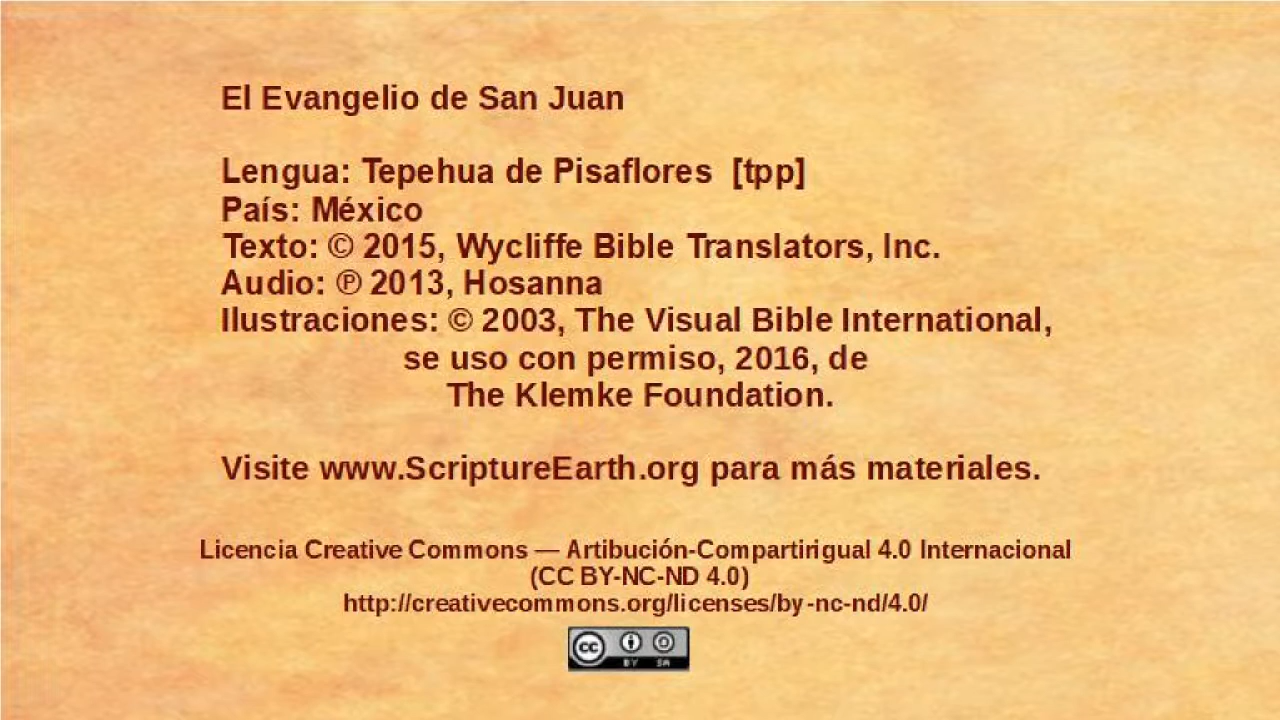 El Evangelio de San Juan
Lengua: Tepehua de Pisaflores [tpp]
País: México
Texto: © 2015, Wycliffe Bible Translators, Inc.
Audio: ℗ 2013, Hosanna
Ilustraciones: © 2003, The Visual Bible International,
se uso con permiso, 2016, de
The Klemke Foundation.
Visite www.ScriptureEarth.org para más materiales.
Licencia Creative Commons — Artibución-Compartirigual 4.0 Internacional
(CC BY-NC-ND 4.0)
http://creativecommons.org/licenses/by-nc-nd/4.0/
cc BY SA